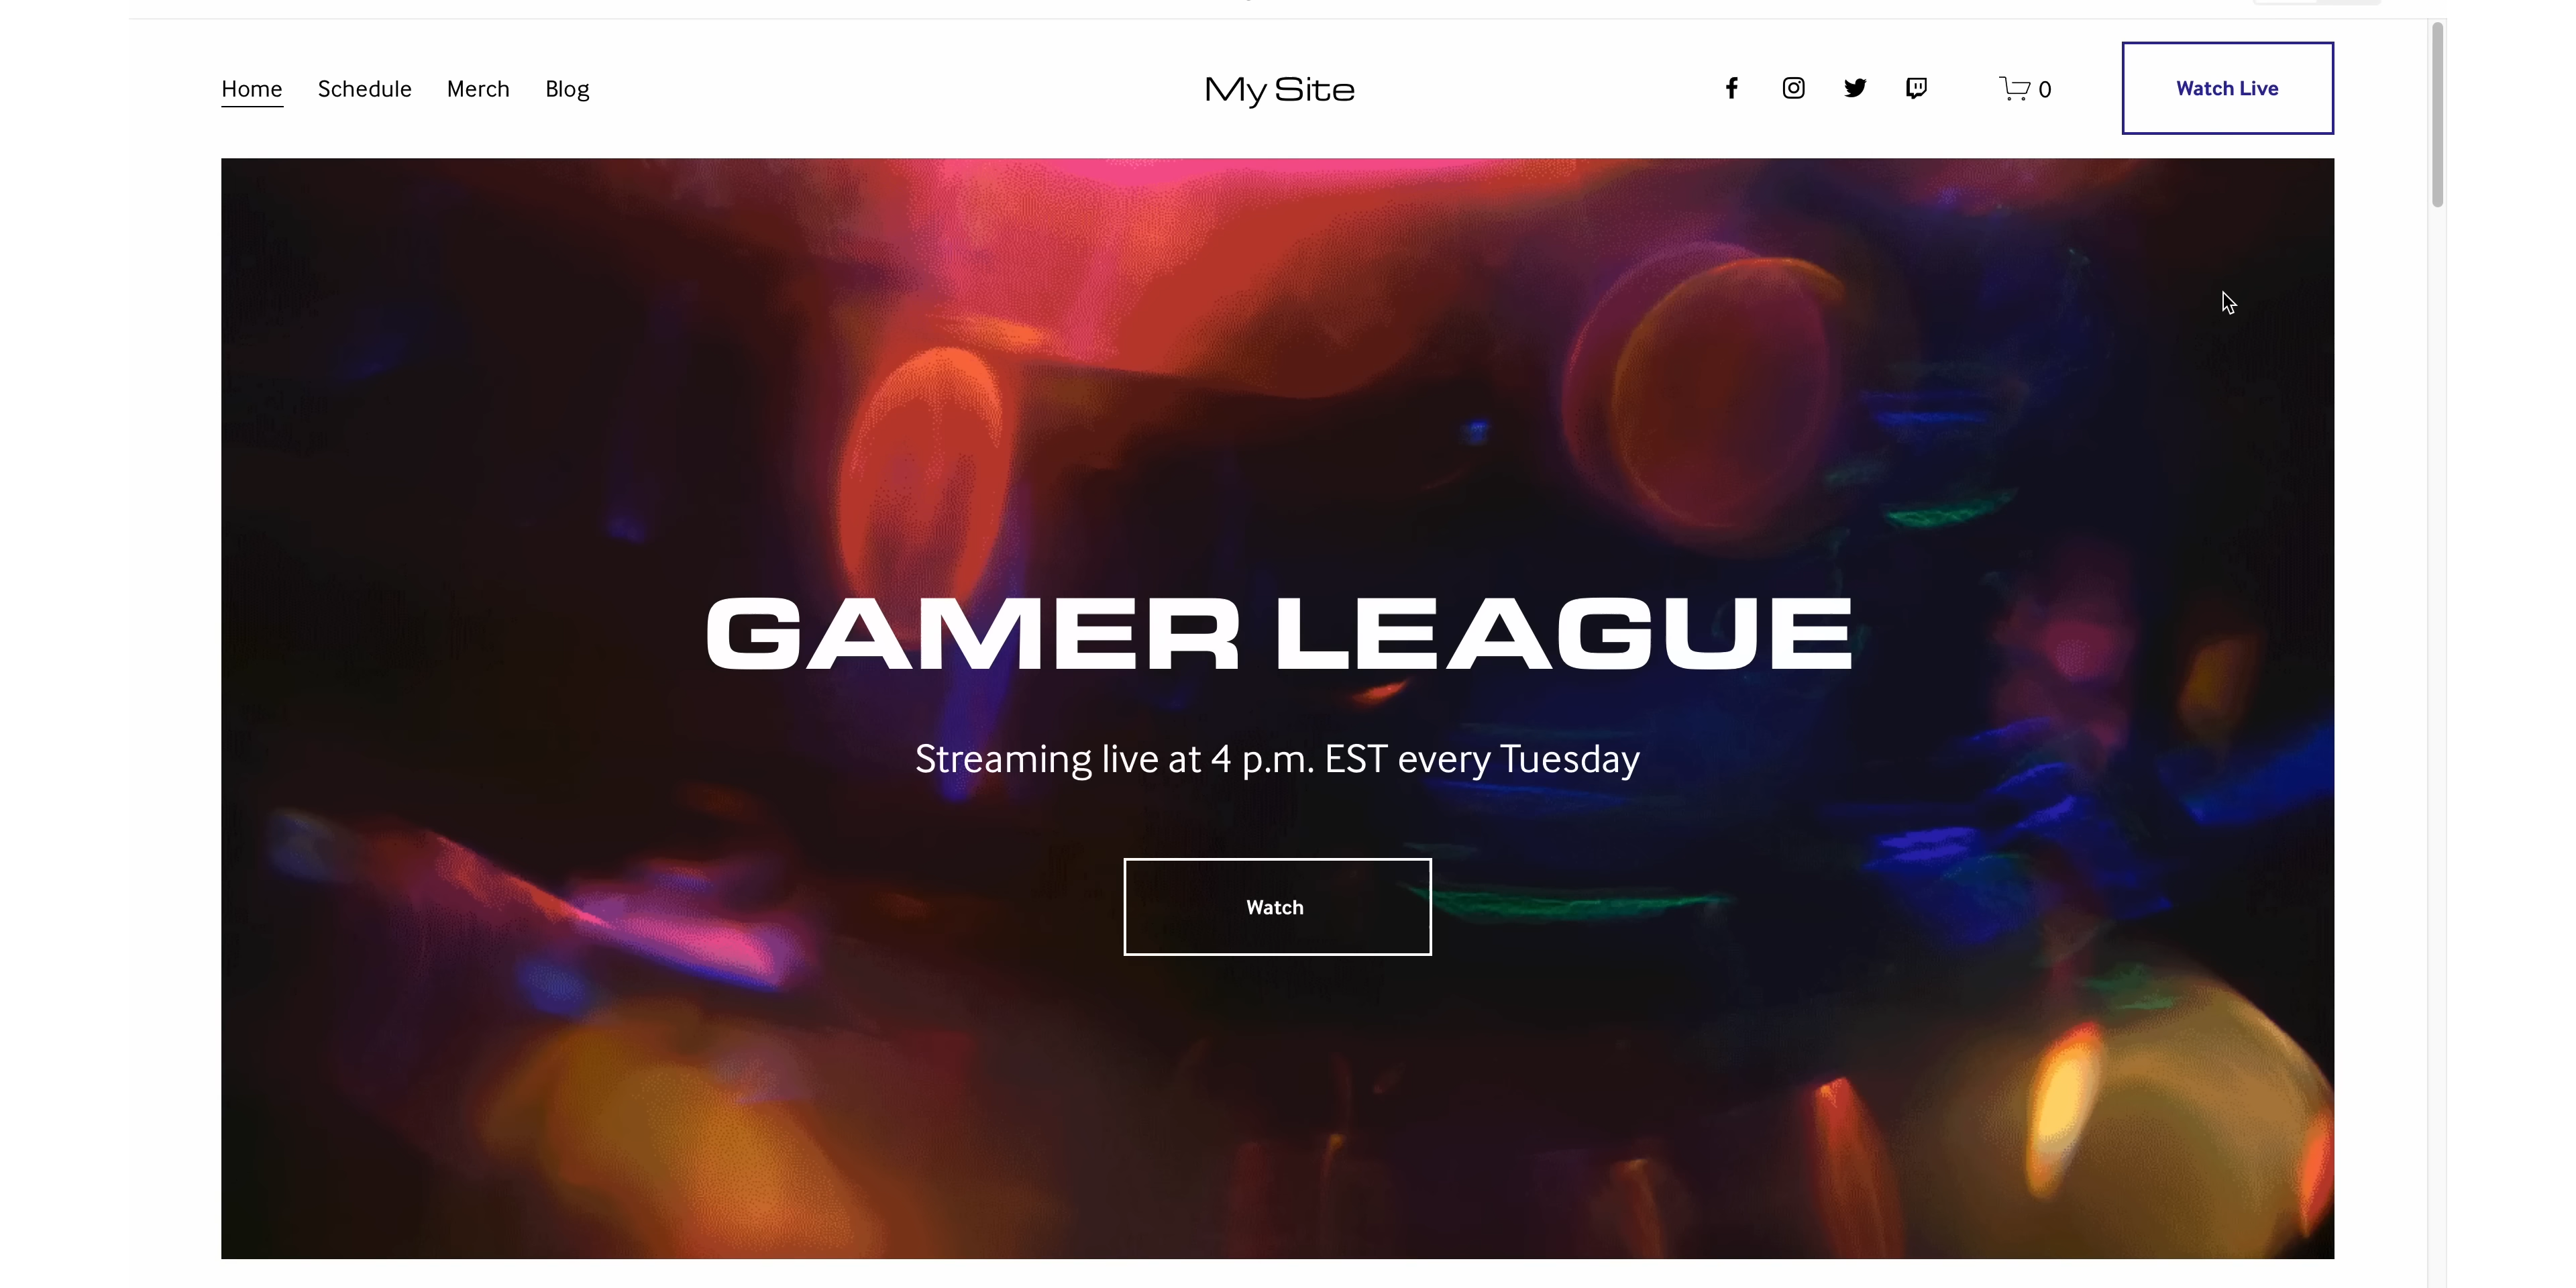 Home Schedule Merch Blog My Site 0 Watch Live
GAMER LEAGUE
Streaming live at 4 p.m. EST every Tuesday
Watch